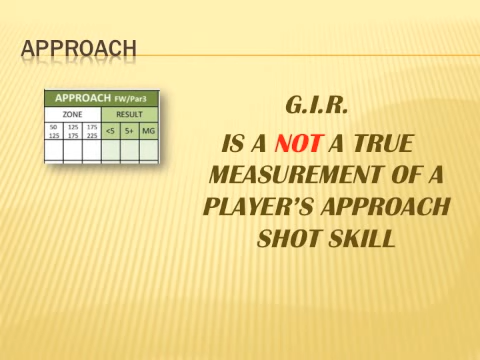 APPROACH
APPROACH FW/Par3
ZONE RESULT
50 125 175 <5 5+ MG
125 175 225
G.I.R.
IS A NOT A TRUE
MEASUREMENT OF A
PLAYER'S APPROACH
SHOT SKILL